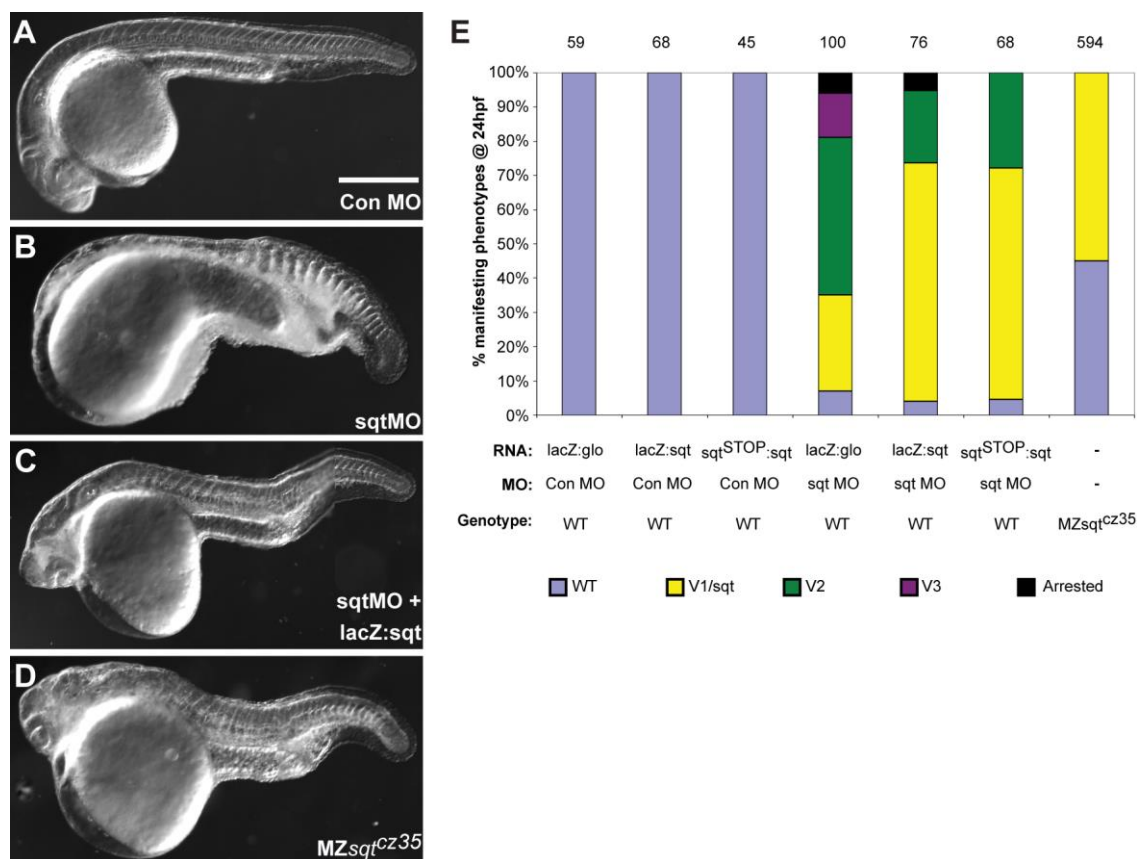 A
Con MO
B
sqtMO
C
sqtMO +
lacZ:sqt
D
MZsqtcz35
E
59 68 45 100 76 68 594
% manifesting phenotypes @ 24hpf
100%
90%
80%
70%
60%
50%
40%
30%
20%
10%
0%
RNA: lacZ:glo lacZ:sqt sqtSTOP:sqt lacZ:glo lacZ:sqt sqtSTOP:sqt -
MO: Con MO Con MO Con MO sqt MO sqt MO sqt MO -
Genotype: WT WT WT WT WT WT MZsqtcz35
WT V1/sqt V2 V3 Arrested